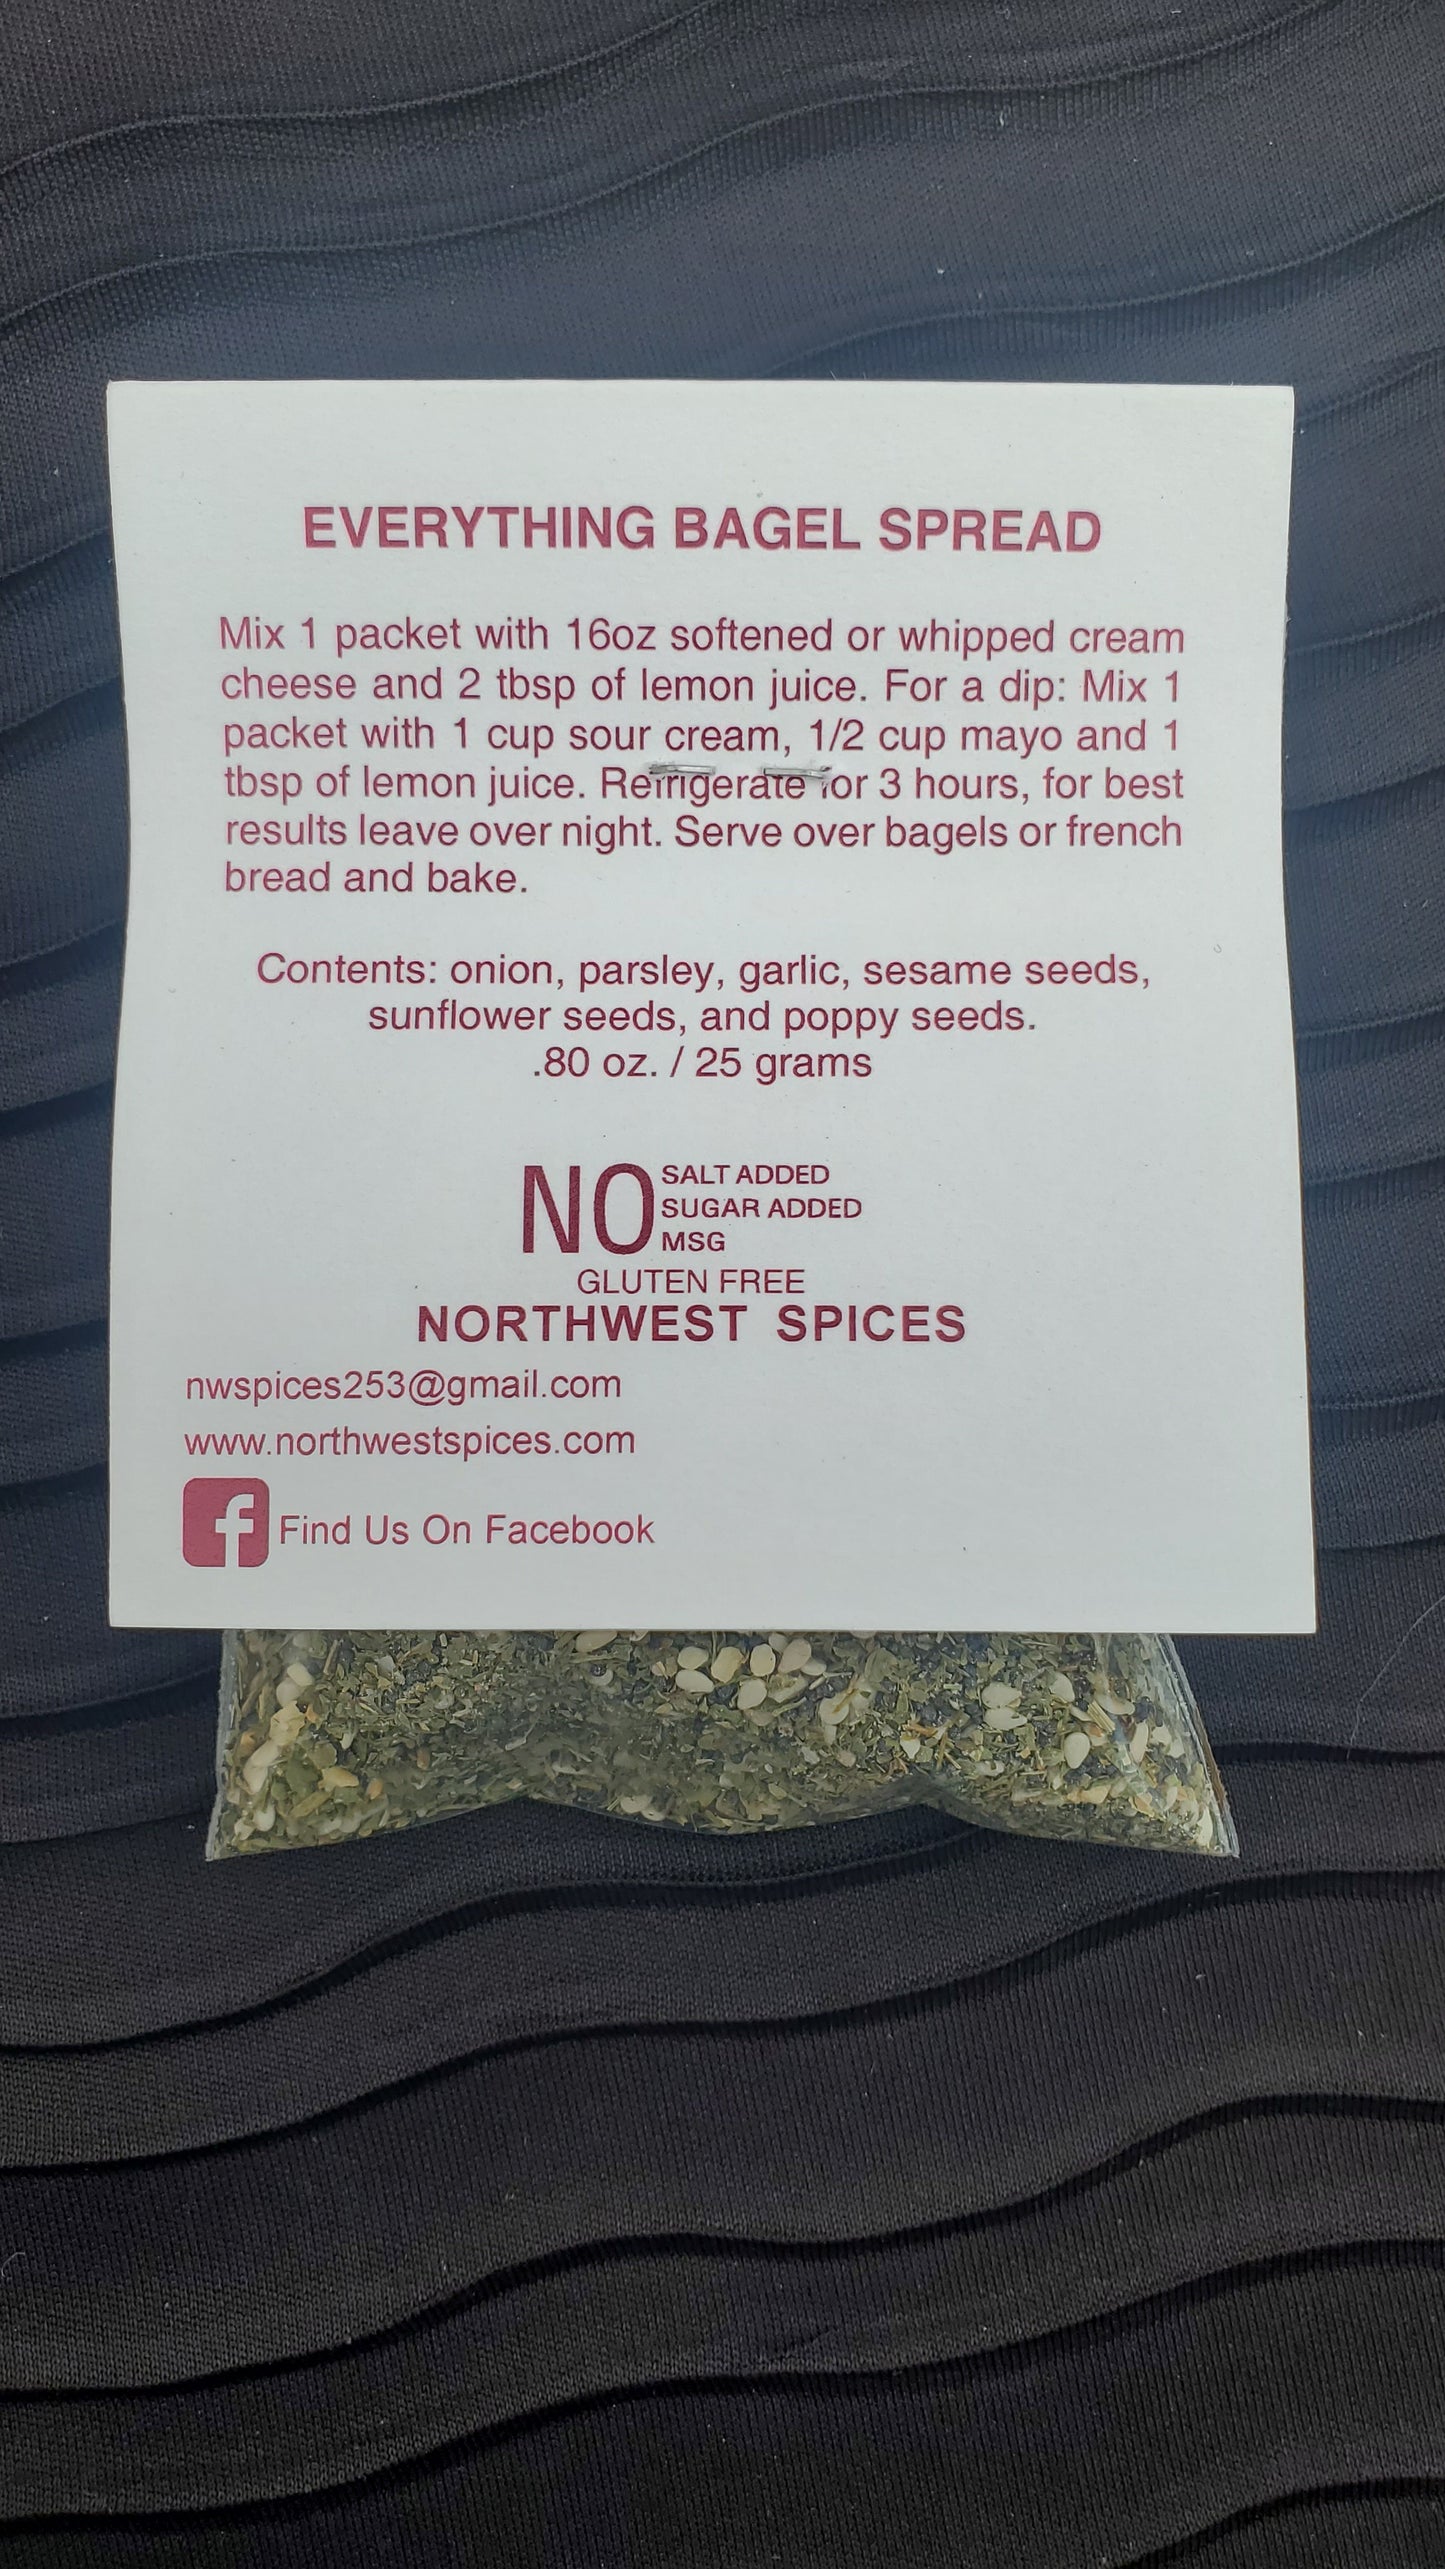 EVERYTHING BAGEL SPREAD
Mix 1 packet with 16oz softened or whipped cream
cheese and 2 tbsp of lemon juice. For a dip: Mix 1
packet with 1 cup sour cream, 1/2 cup mayo and 1
tbsp of lemon juice. Refrigerate for 3 hours, for best
results leave over night. Serve over bagels or french
bread and bake.
Contents: onion, parsley, garlic, sesame seeds,
sunflower seeds, and poppy seeds.
.80 oz. / 25 grams
NO SALT ADDED
SUGAR ADDED
MSG
GLUTEN FREE
NORTHWEST SPICES
nwspices253@gmail.com
www.northwestspices.com
f Find Us On Facebook